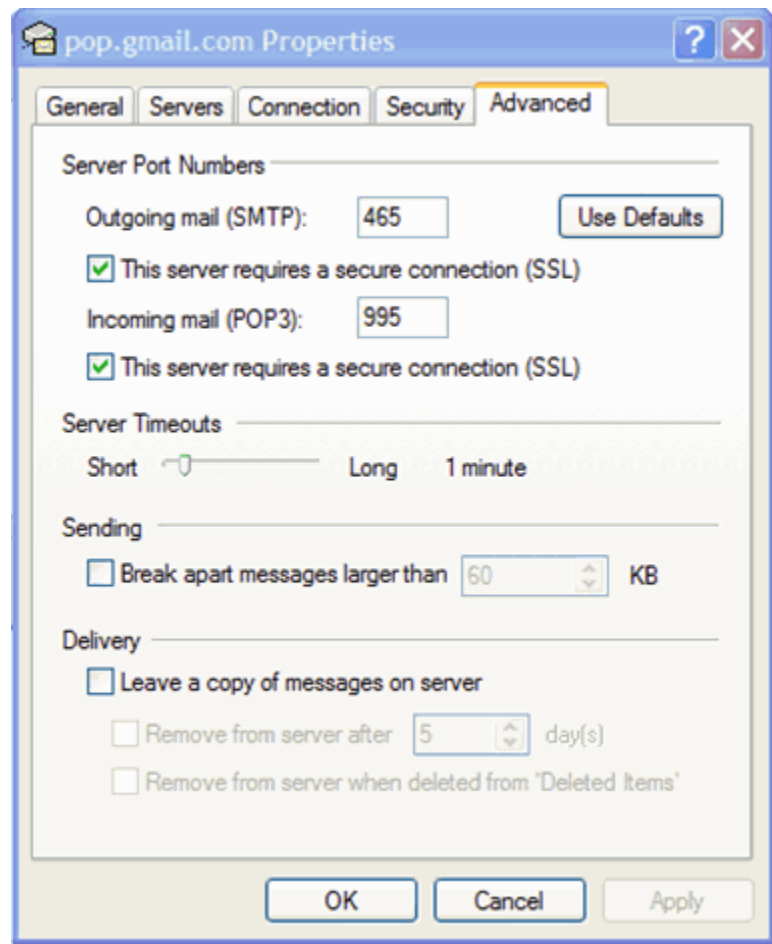 pop.gmail.com Properties
General Servers Connection Security Advanced
Server Port Numbers
Outgoing mail (SMTP): 465 Use Defaults
This server requires a secure connection (SSL)
Incoming mail (POP3): 995
This server requires a secure connection (SSL)
Server Timeouts
Short Long 1 minute
Sending
Break apart messages larger than 60 KB
Delivery
Leave a copy of messages on server
Remove from server after 5 day(s)
Remove from server when deleted from 'Deleted Items'
OK Cancel Apply